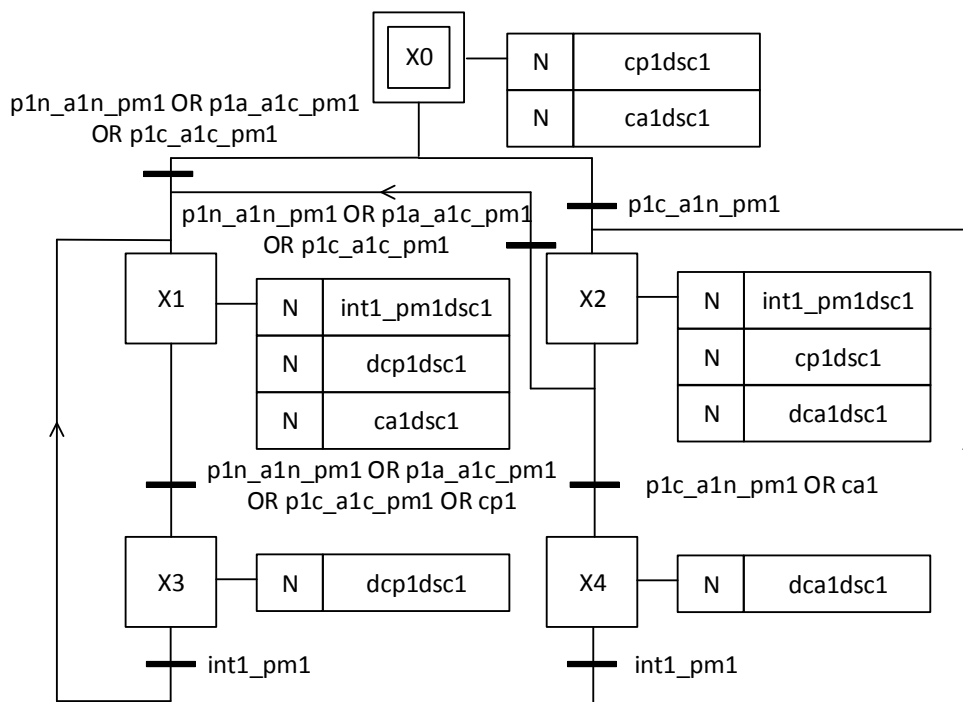 X0
N cp1dsc1
N ca1dsc1
p1n_a1n_pm1 OR p1a_a1c_pm1
OR p1c_a1c_pm1
p1n_a1n_pm1 OR p1a_a1c_pm1
OR p1c_a1c_pm1
p1c_a1n_pm1
X1
N int1_pm1dsc1
N dcp1dsc1
N ca1dsc1
X2
N int1_pm1dsc1
N cp1dsc1
N dca1dsc1
p1n_a1n_pm1 OR p1a_a1c_pm1
OR p1c_a1c_pm1 OR cp1
p1c_a1n_pm1 OR ca1
X3
N dcp1dsc1
X4
N dca1dsc1
int1_pm1
int1_pm1